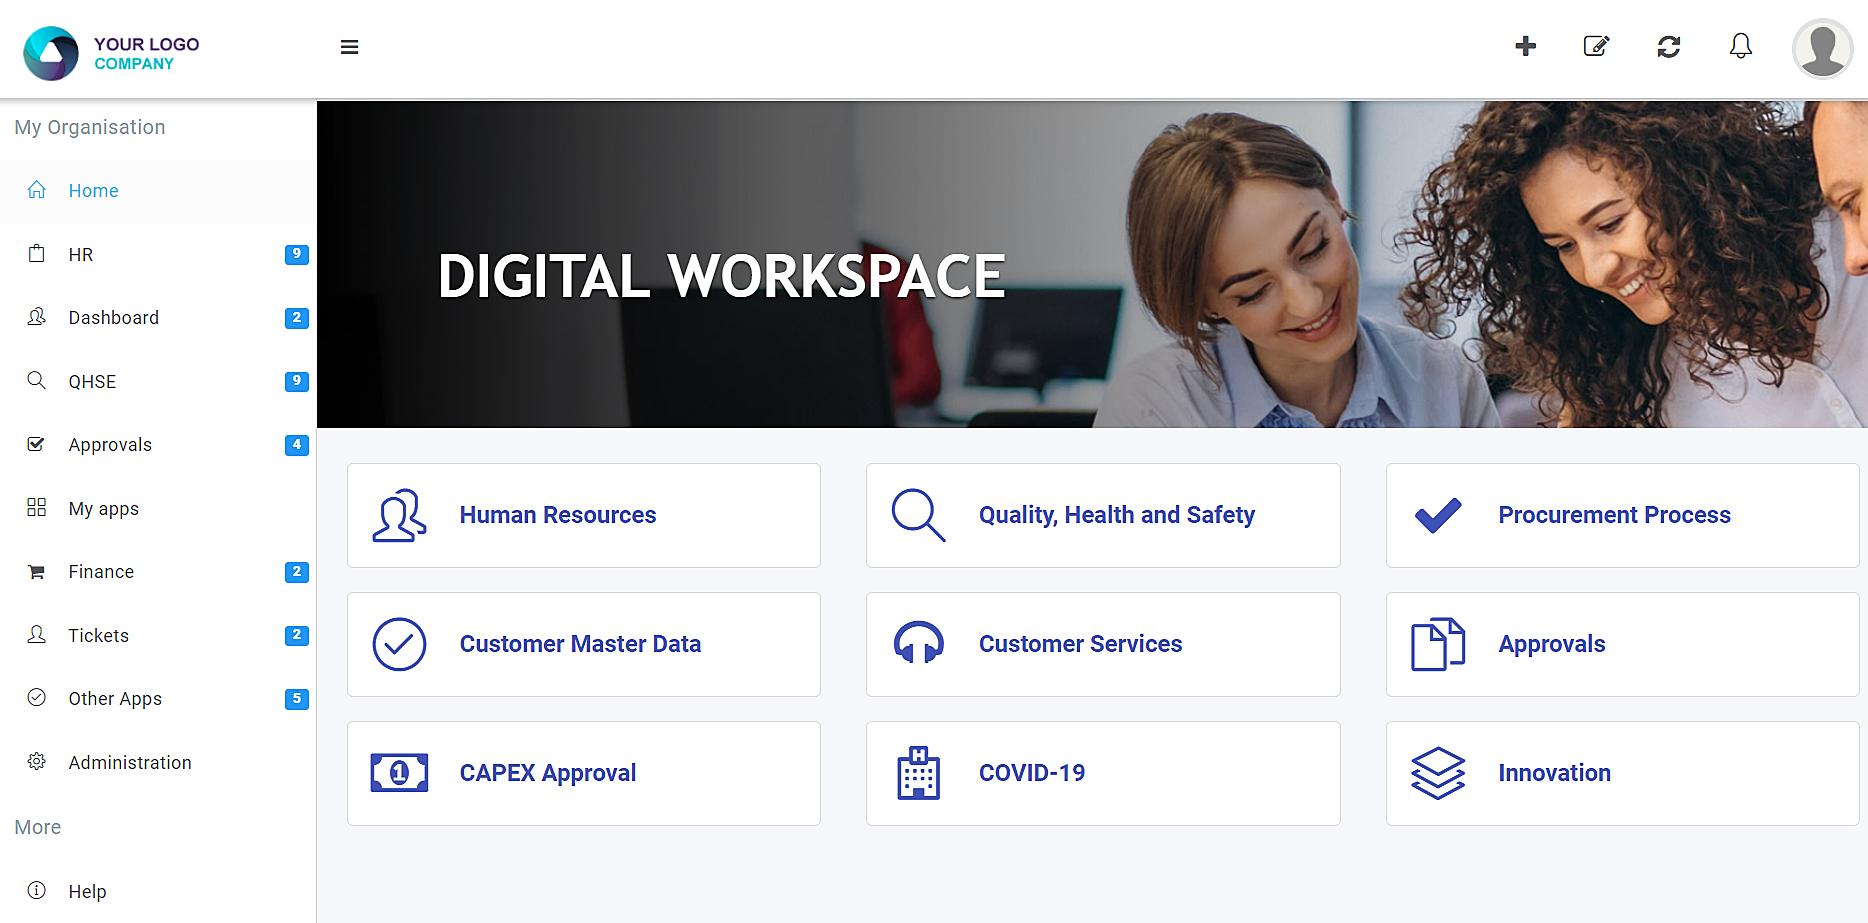 YOUR LOGO
COMPANY
My Organisation
Home
HR 9
Dashboard 2
QHSE 9
Approvals 4
My apps
Finance 2
Tickets 2
Other Apps 5
Administration
More
Help
DIGITAL WORKSPACE
Human Resources
Quality, Health and Safety
Procurement Process
Customer Master Data
Customer Services
Approvals
1
CAPEX Approval
H
COVID-19
Innovation